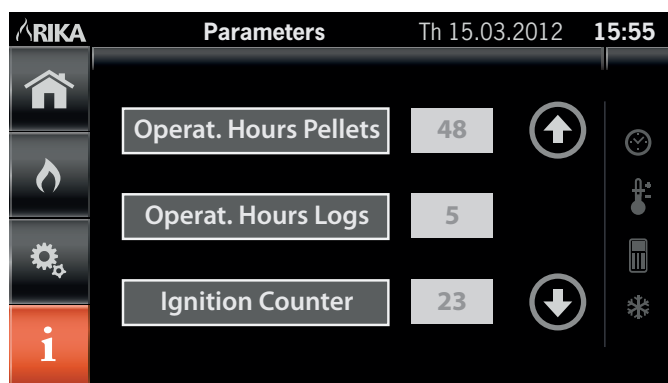 RIKA Parameters Th 15.03.2012 15:55
Operat. Hours Pellets 48
Operat. Hours Logs 5
Ignition Counter 23
i